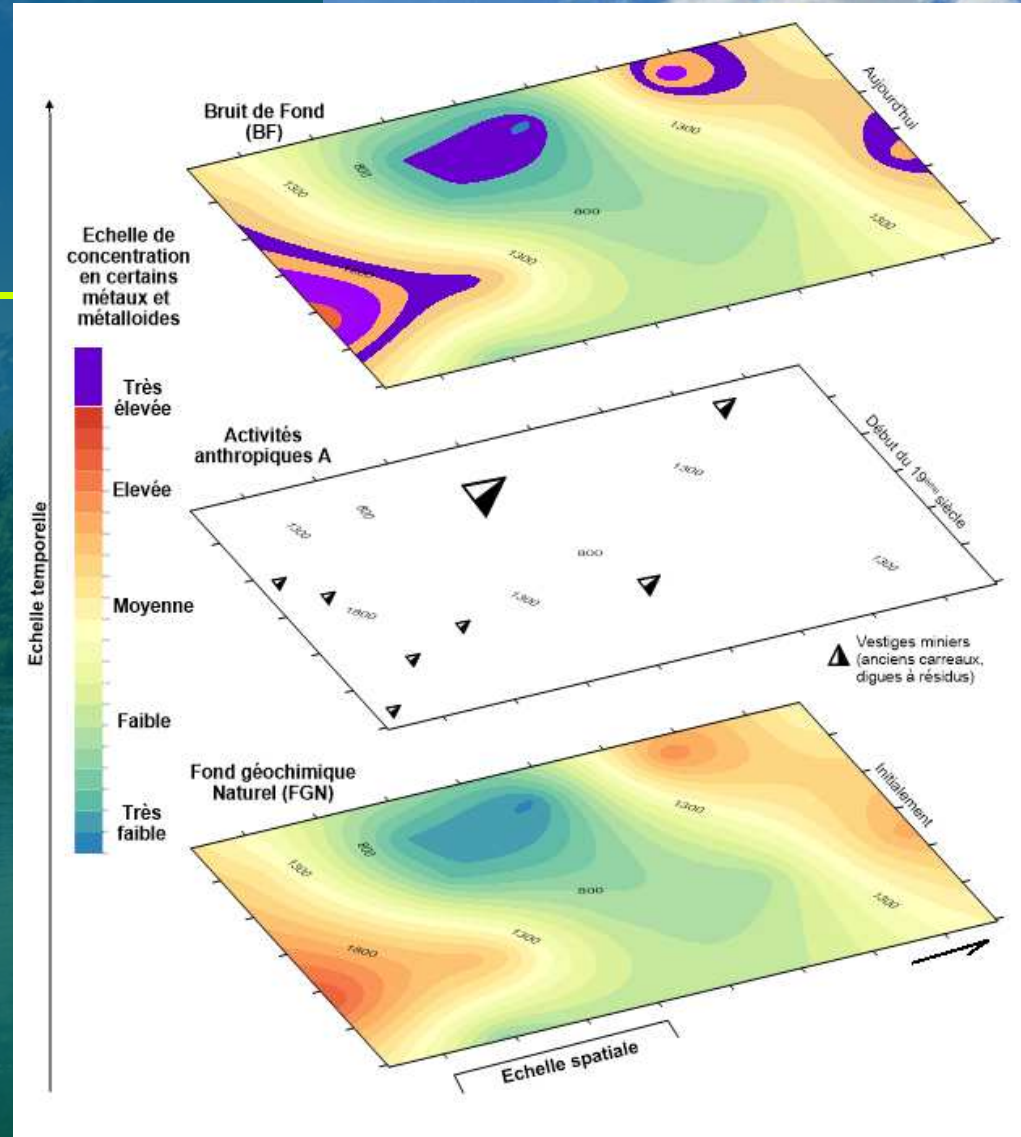 Bruit de Fond
(BF)
Aujourd'hui
1300
800
1300
800
1300
1300
Echelle de
concentration
en certains
métaux et
métalloides
Très
élevée
Elevée
Moyenne
Faible
Très
faible
Echelle temporelle
Activités
anthropiques A
Début du 19ième siècle
1300
800
1300
800
1300
1300
1800
Vestiges miniers
(anciens carreaux,
digues à résidus)
Fond géochimique
Naturel (FGN)
Initialement
1300
800
1300
800
1300
1300
1800
Echelle spatiale